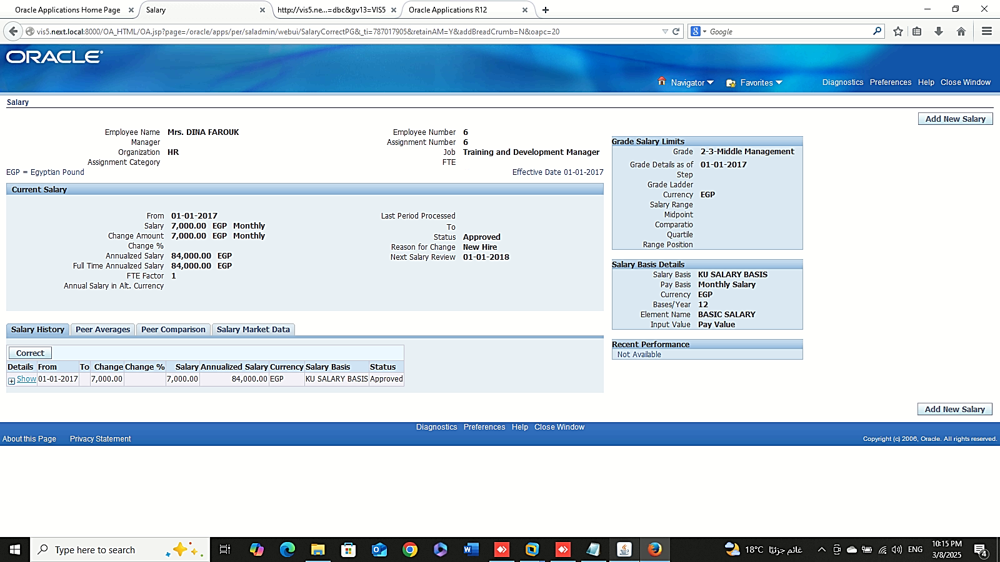 Oracle Applications Home Page
Salary
http://vis5.ne...=dbc&gv13=VIS5
Oracle Applications R12
vis5.next.local:8000/OA_HTML/OA.jsp?page=/oracle/apps/per/saladmin/webui/SalaryCorrectPG&_ti=787017905&retainAM=Y&addBreadCrumb=N&oapc=20
Google
ORACLE
Navigator
Favorites
Diagnostics Preferences Help Close Window
Salary
Add New Salary
Employee Name Mrs. DINA FAROUK
Manager
Organization HR
Assignment Category
EGP = Egyptian Pound
Employee Number 6
Assignment Number 6
Job Training and Development Manager
FTE
Effective Date 01-01-2017
Current Salary
From 01-01-2017
Salary 7,000.00 EGP Monthly
Change Amount 7,000.00 EGP Monthly
Change %
Annualized Salary 84,000.00 EGP
Full Time Annualized Salary 84,000.00 EGP
FTE Factor 1
Annual Salary in Alt. Currency
Last Period Processed
To
Status Approved
Reason for Change New Hire
Next Salary Review 01-01-2018
Grade Salary Limits
Grade 2-3-Middle Management
Grade Details as of 01-01-2017
Step
Grade Ladder
Currency EGP
Salary Range
Midpoint
Comparatio
Quartile
Range Position
Salary Basis Details
Salary Basis KU SALARY BASIS
Pay Basis Monthly Salary
Currency EGP
Bases/Year 12
Element Name BASIC SALARY
Input Value Pay Value
Recent Performance
Not Available
Salary History
Peer Averages
Peer Comparison
Salary Market Data
Correct
Details From To Change Change % Salary Annualized Salary Currency Salary Basis Status
Show 01-01-2017 7,000.00 7,000.00 84,000.00 EGP KU SALARY BASIS Approved
Add New Salary
Diagnostics Preferences Help Close Window
About this Page Privacy Statement
Copyright (c) 2006, Oracle. All rights reserved.
Type here to search
18°C غائم جزئيًا
ENG
10:15 PM
3/8/2025
4